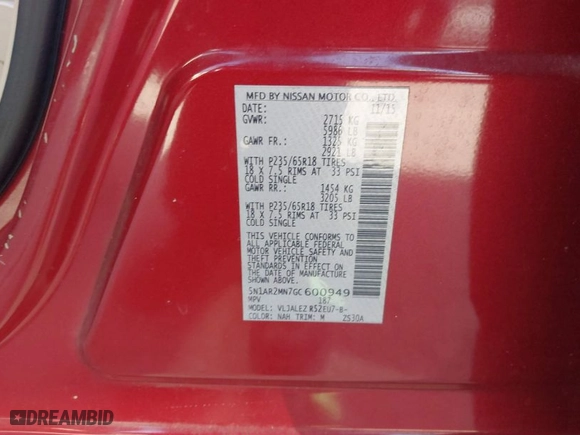 MFD BY NISSAN MOTOR CO., LTD.
DATE: 11/15
GVWR: 2715 KG
5986 LB
GAWR FR.: 1325 KG
2921 LB
WITH P235/65R18 TIRES
18 X 7.5 RIMS AT 33 PSI
COLD SINGLE
GAWR RR.: 1454 KG
3205 LB
WITH P235/65R18 TIRES
18 X 7.5 RIMS AT 33 PSI
COLD SINGLE
THIS VEHICLE CONFORMS TO
ALL APPLICABLE FEDERAL
MOTOR VEHICLE SAFETY
AND THEFT PREVENTION
STANDARDS IN EFFECT ON
THE DATE OF MANUFACTURE
SHOWN ABOVE.
5N1AR2MN7GC600949
MPV 187
MODEL: VLJALEZ R52EU7-B-
COLOR: NAH TRIM: M 2S30A
DREAMBID